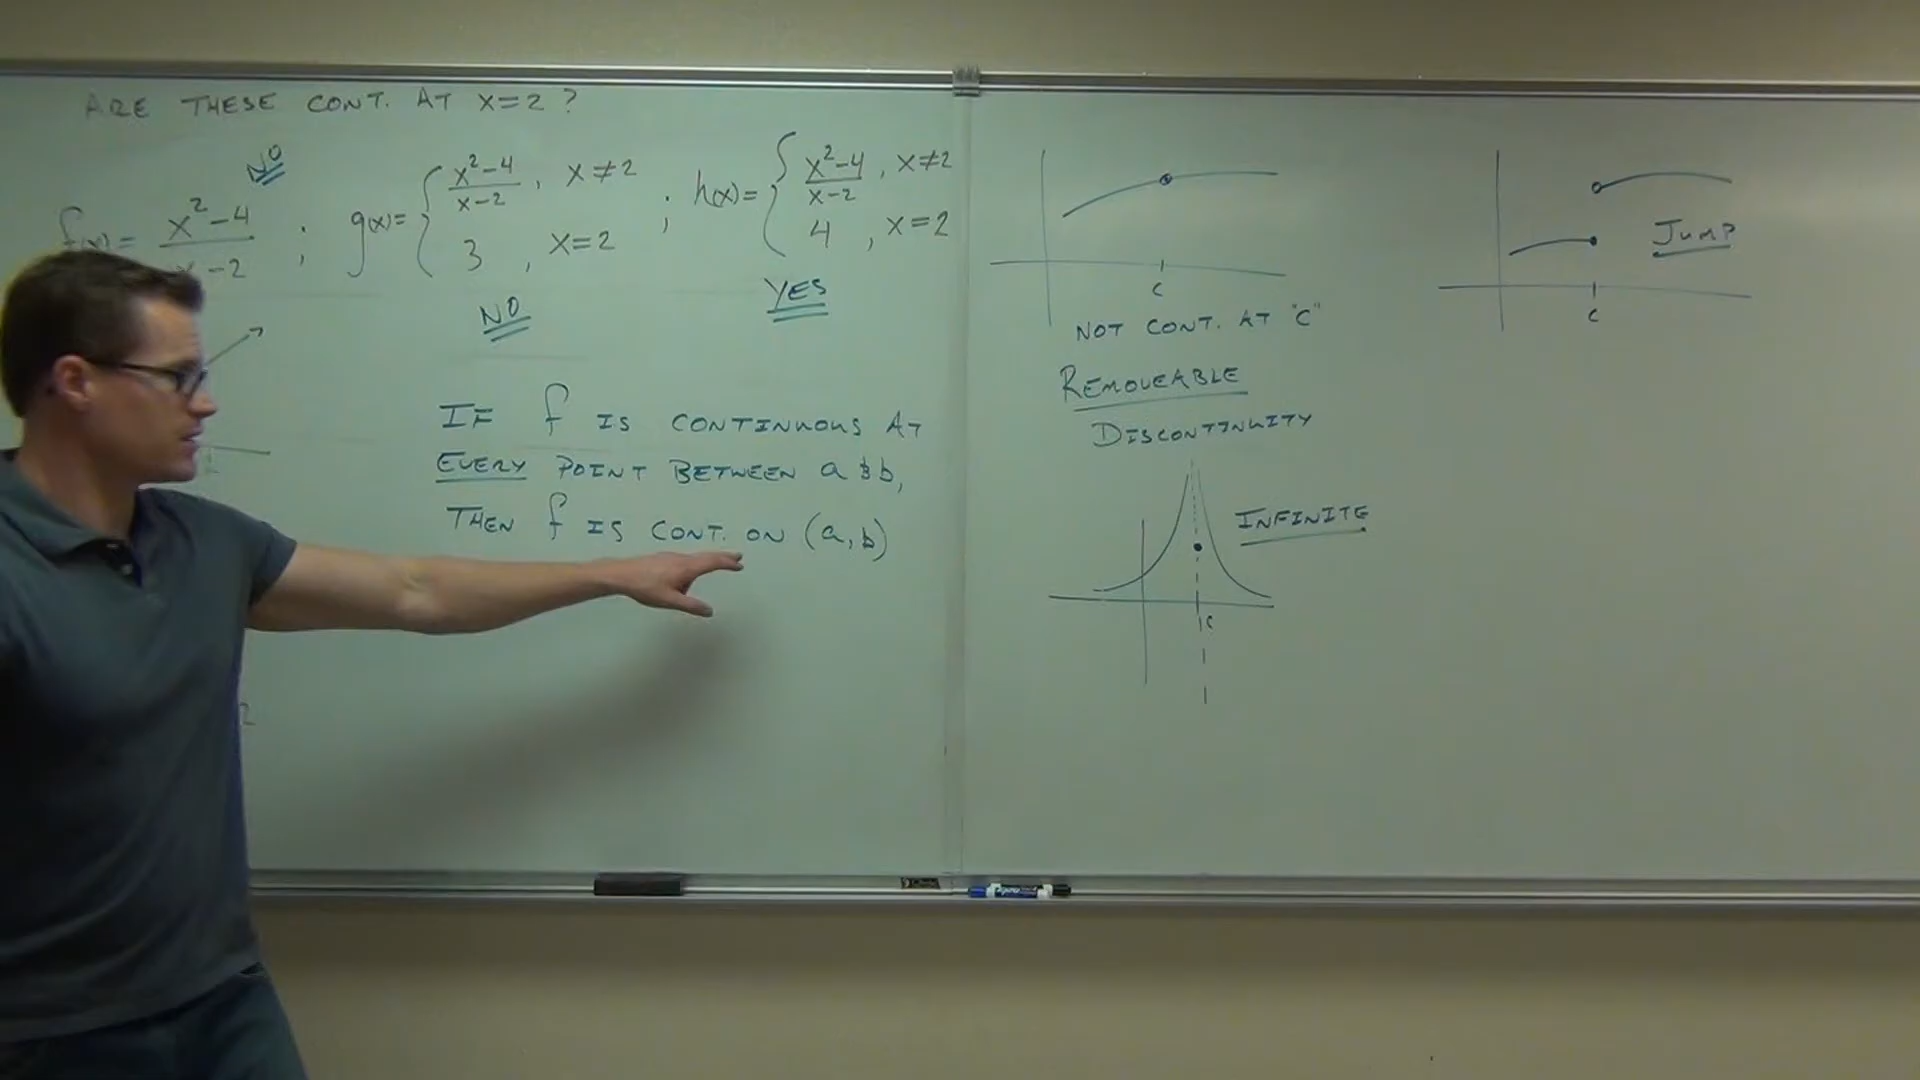 ARE THESE CONT. AT X=2?
NO
f(x) = x²-4 / x-2 ; g(x)= { x²-4 / x-2 , x≠2 ; h(x)= { x²-4 / x-2 , x≠2
3 , x=2
4 , x=2
NO
YES
IF f IS CONTINUOUS AT
EVERY POINT BETWEEN a & b,
THEN f IS CONT. ON (a,b)
2
C
NOT CONT. AT "C"
REMOVEABLE
DISCONTINUITY
INFINITE
C
JUMP
C